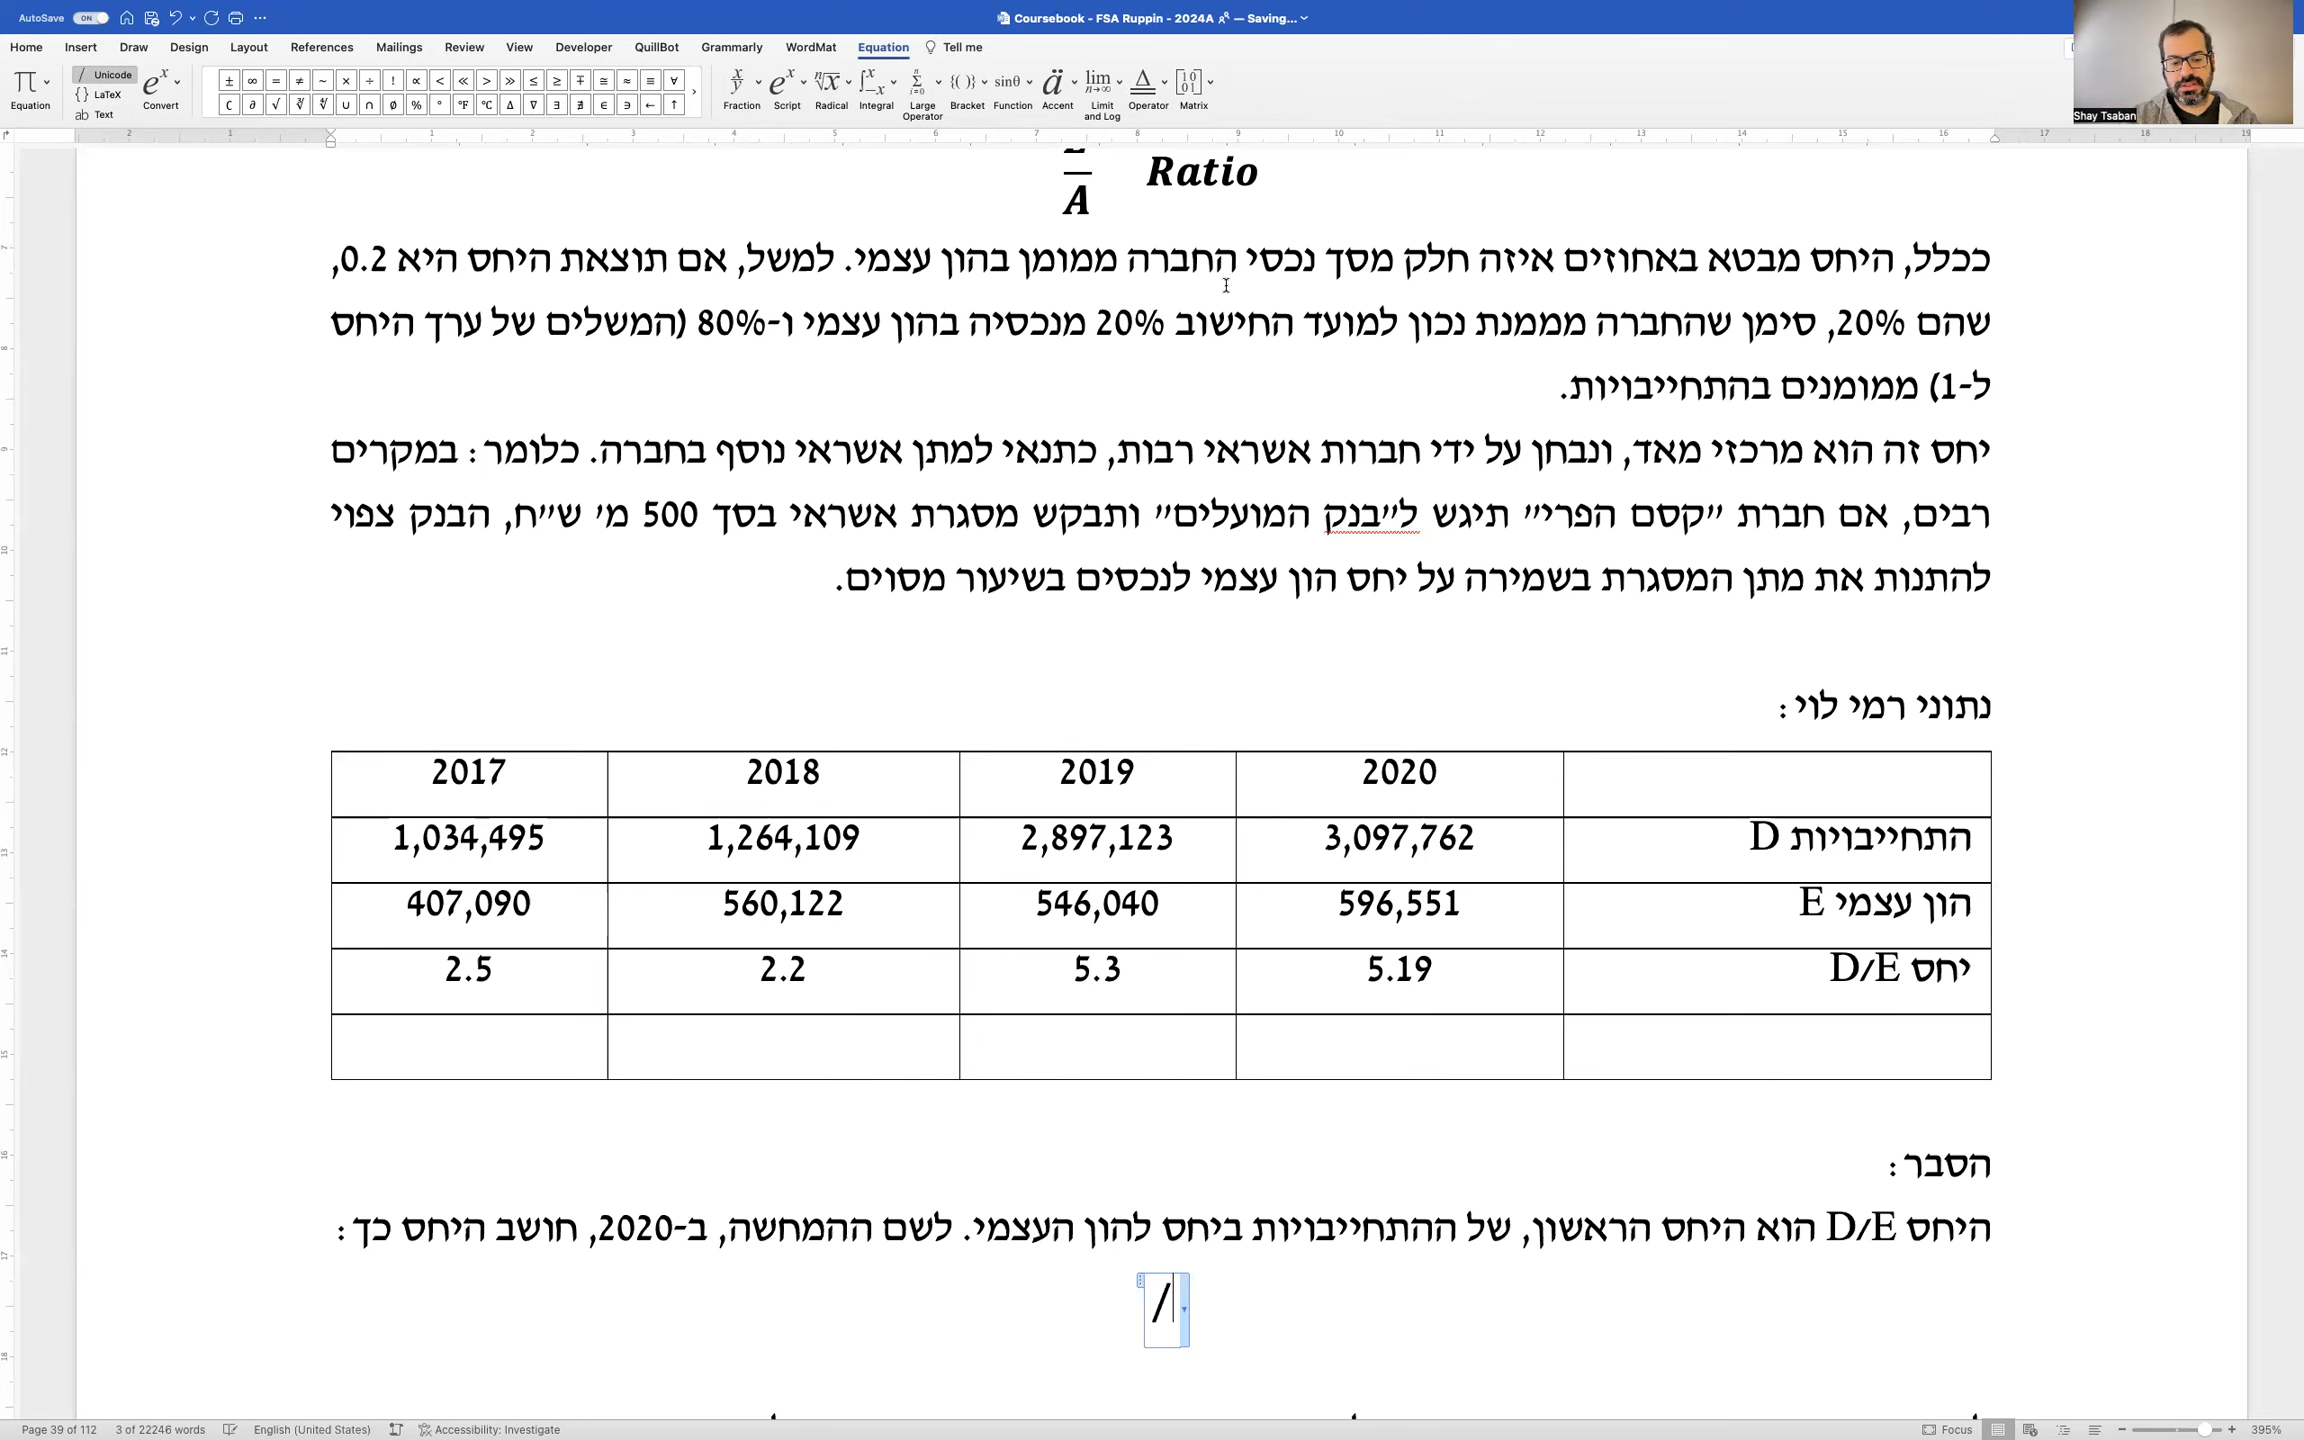 AutoSave ON
Coursebook - FSA Ruppin - 2024A — Saving...
Home Insert Draw Design Layout References Mailings Review View Developer QuillBot Grammarly WordMat Equation Tell me
Equation
Unicode
LaTeX
ab Text
Convert
Fraction Script Radical Integral Large Operator Bracket Function Accent Limit and Log Operator Matrix
Shay Tsaban
A Ratio
ככלל, היחס מבטא באחוזים איזה חלק מסך נכסי החברה ממומן בהון עצמי. למשל, אם תוצאת היחס היא 0.2,
שהם 20%, סימן שהחברה מממנת נכון למועד החישוב 20% מנכסיה בהון עצמי ו-80% (המשלים של ערך היחס
ל-1) ממומנים בהתחייבויות.
יחס זה הוא מרכזי מאד, ונבחן על ידי חברות אשראי רבות, כתנאי למתן אשראי נוסף בחברה. כלומר: במקרים
רבים, אם חברת "קסם הפרי" תיגש ל"בנק המועלים" ותבקש מסגרת אשראי בסך 500 מ' ש"ח, הבנק צפוי
להתנות את מתן המסגרת בשמירה על יחס הון עצמי לנכסים בשיעור מסוים.
נתוני רמי לוי:
2020 2019 2018 2017
התחייבויות D 3,097,762 2,897,123 1,264,109 1,034,495
הון עצמי E 596,551 546,040 560,122 407,090
יחס D/E 5.19 5.3 2.2 2.5
הסבר:
היחס D/E הוא היחס הראשון, של ההתחייבויות ביחס להון העצמי. לשם ההמחשה, ב-2020, חושב היחס כך:
/
Page 39 of 112 3 of 22246 words English (United States) Accessibility: Investigate Focus 395%